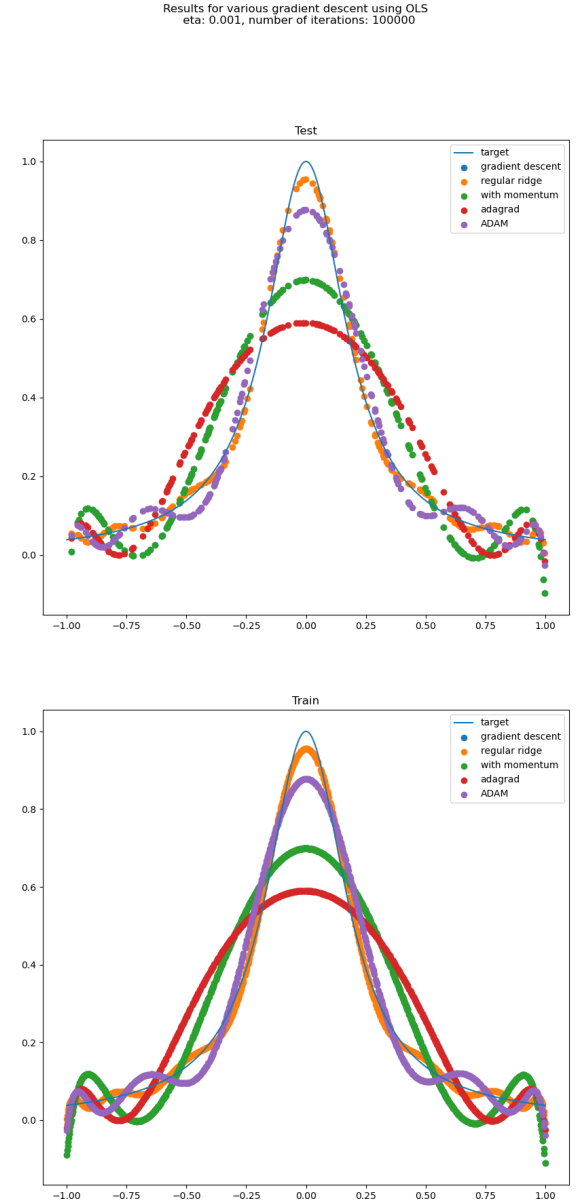 Results for various gradient descent using OLS
eta: 0.001, number of iterations: 100000
Test
target
gradient descent
regular ridge
with momentum
adagrad
ADAM
1.0
0.8
0.6
0.4
0.2
0.0
−1.00 −0.75 −0.50 −0.25 0.00 0.25 0.50 0.75 1.00
Train
target
gradient descent
regular ridge
with momentum
adagrad
ADAM
1.0
0.8
0.6
0.4
0.2
0.0
−1.00 −0.75 −0.50 −0.25 0.00 0.25 0.50 0.75 1.00